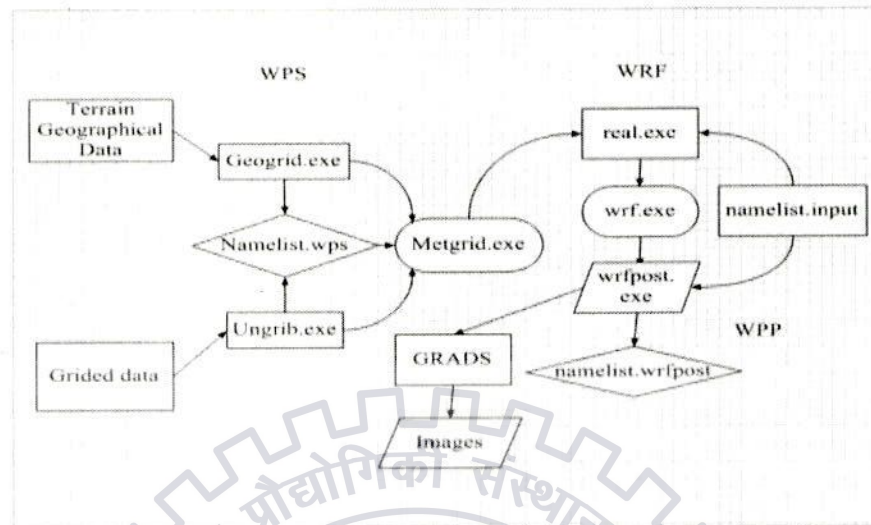 WPS
WRF
Terrain
Geographical
Data
Geogrid.exe
real.exe
Namelist.wps
Metgrid.exe
wrf.exe
namelist.input
wrfpost.
exe
Ungrib.exe
WPP
Grided data
GRADS
namelist.wrfpost
Images
प्रौद्योगिकी संस्थान